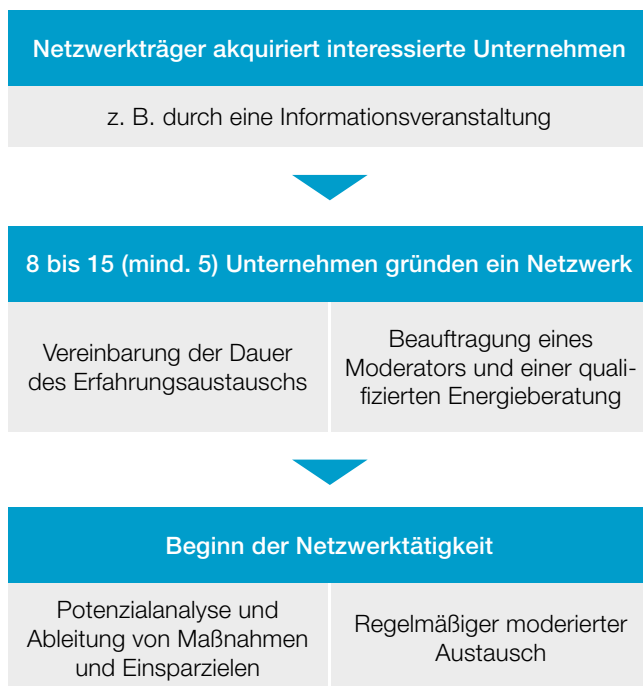 Netzwerkträger akquiriert interessierte Unternehmen
z. B. durch eine Informationsveranstaltung
8 bis 15 (mind. 5) Unternehmen gründen ein Netzwerk
Vereinbarung der Dauer
des Erfahrungsaustauschs
Beauftragung eines
Moderators und einer quali-
fizierten Energieberatung
Beginn der Netzwerktätigkeit
Potenzialanalyse und
Ableitung von Maßnahmen
und Einsparzielen
Regelmäßiger moderierter
Austausch